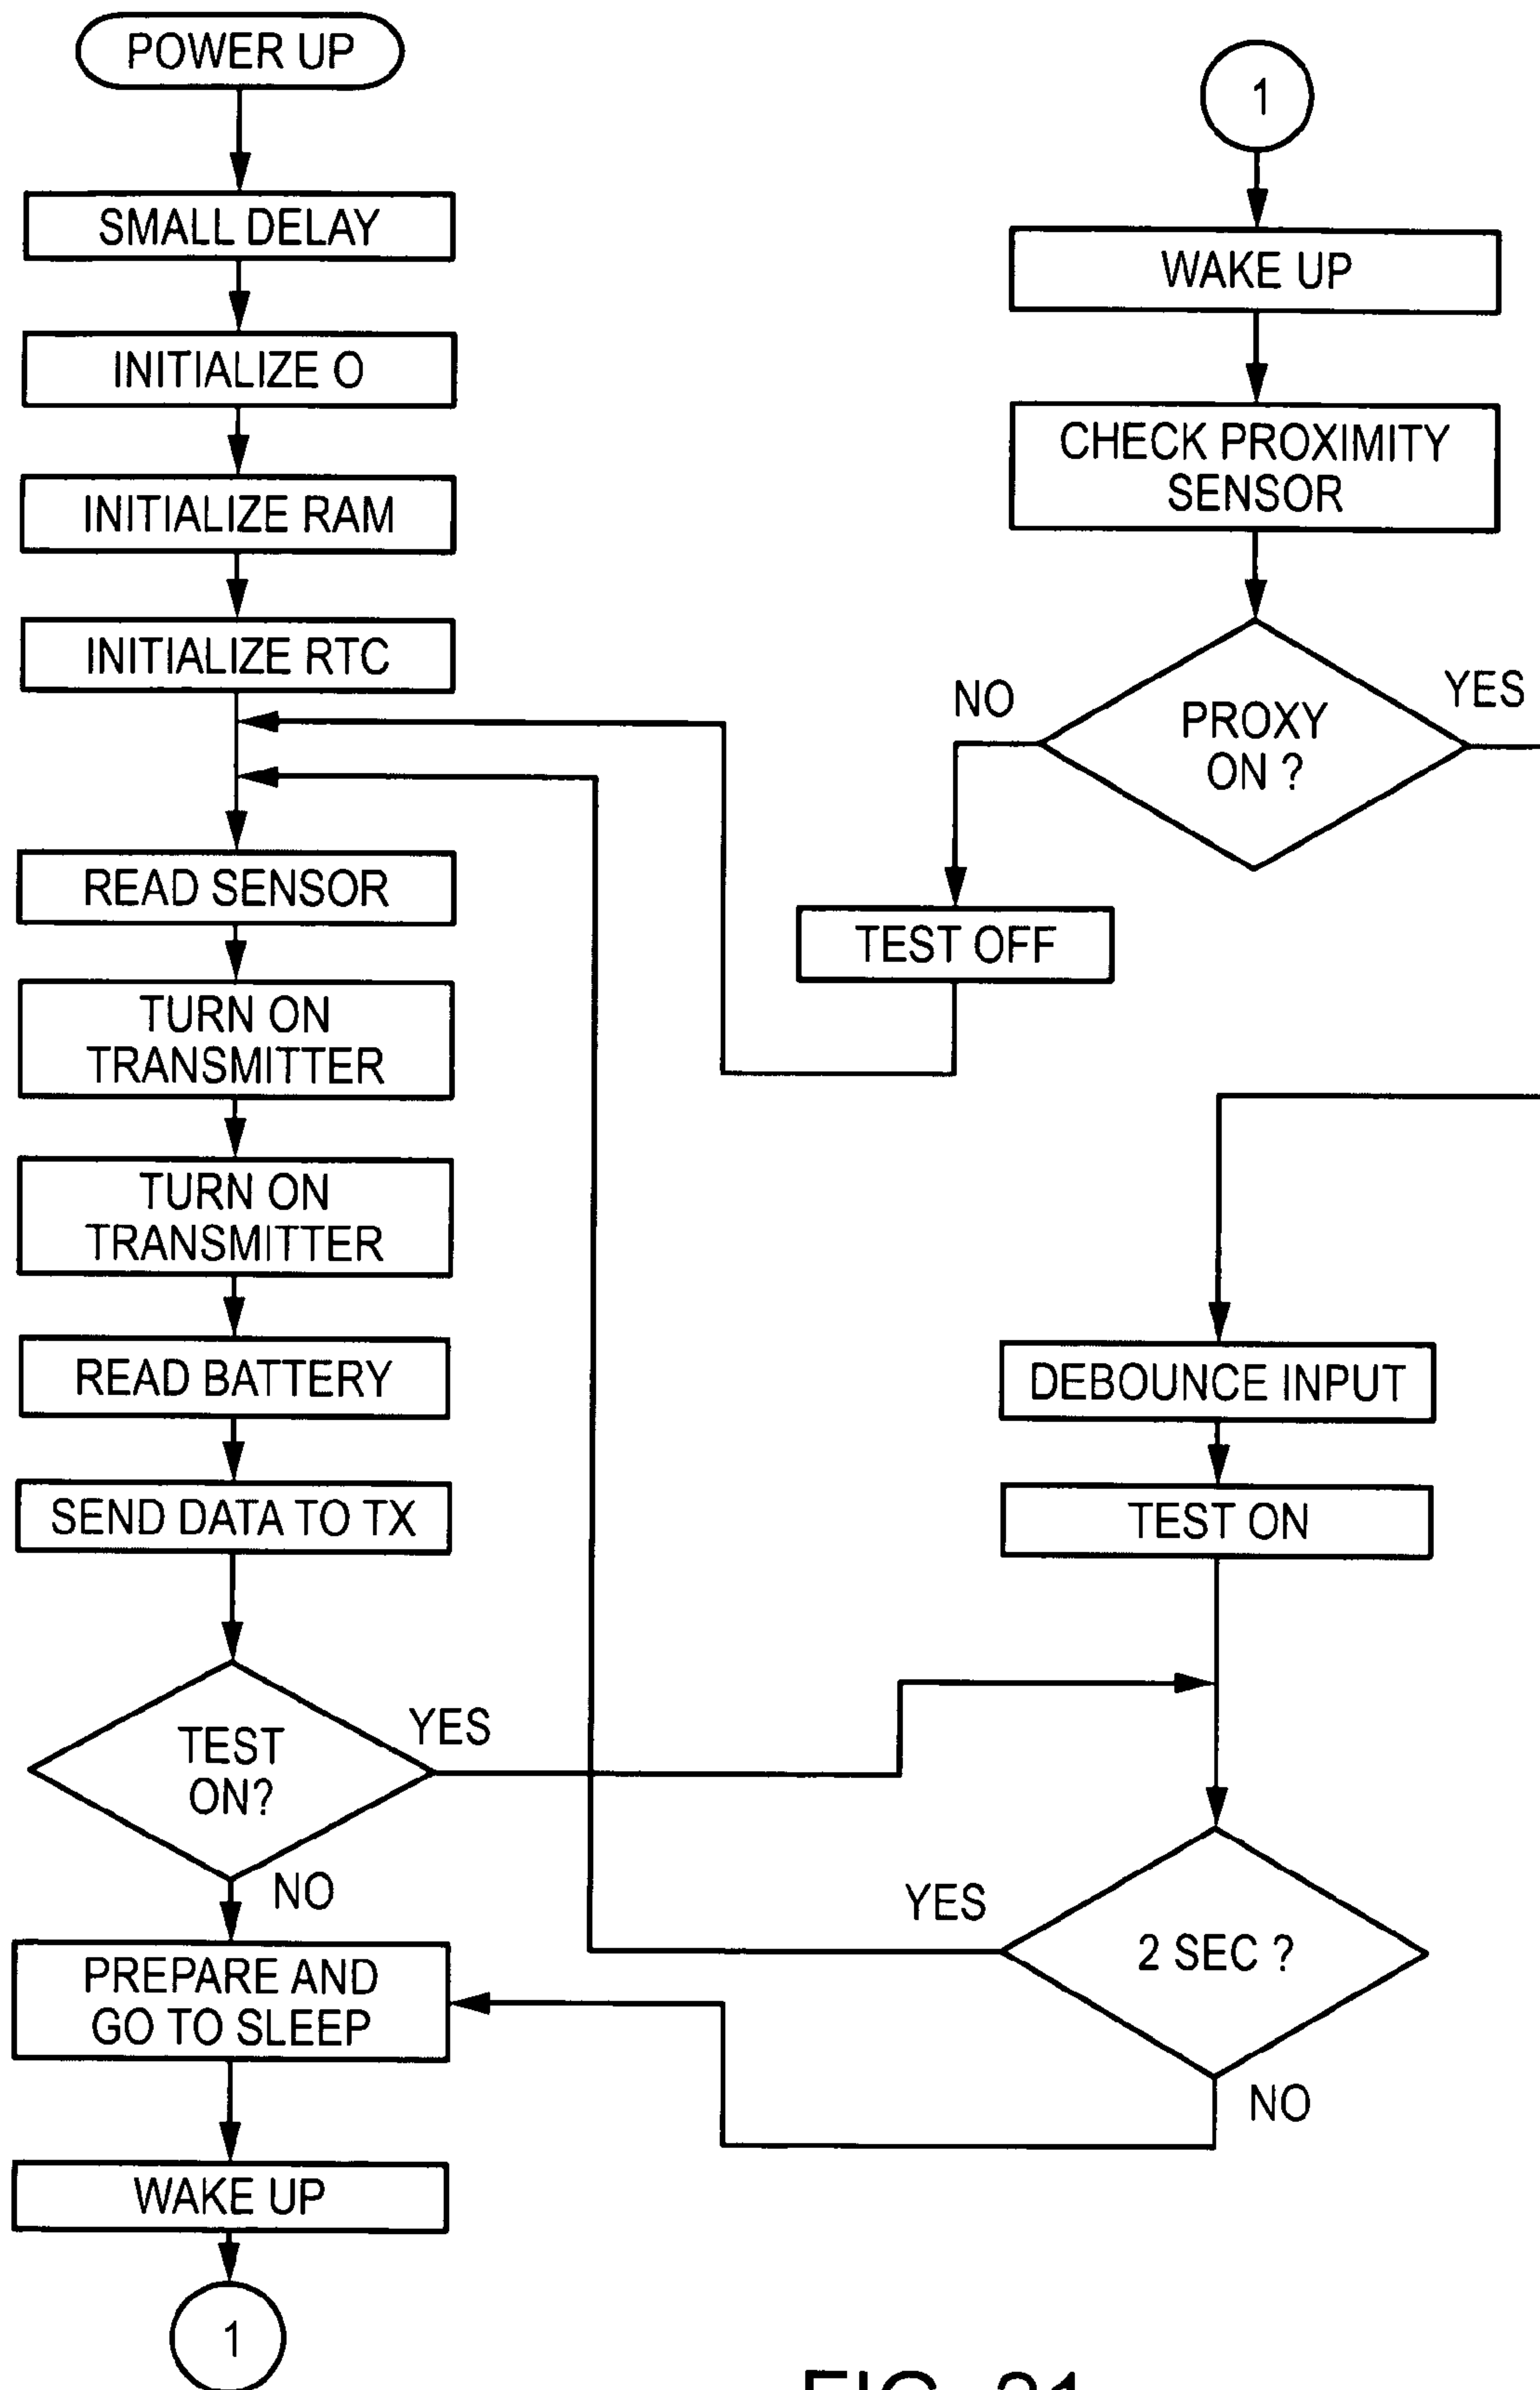 POWER UP
SMALL DELAY
INITIALIZE O
INITIALIZE RAM
INITIALIZE RTC
READ SENSOR
TURN ON
TRANSMITTER
TURN ON
TRANSMITTER
READ BATTERY
SEND DATA TO TX
TEST
ON?
YES
NO
PREPARE AND
GO TO SLEEP
WAKE UP
1
1
WAKE UP
CHECK PROXIMITY
SENSOR
PROXY
ON ?
NO
YES
TEST OFF
DEBOUNCE INPUT
TEST ON
2 SEC ?
YES
NO